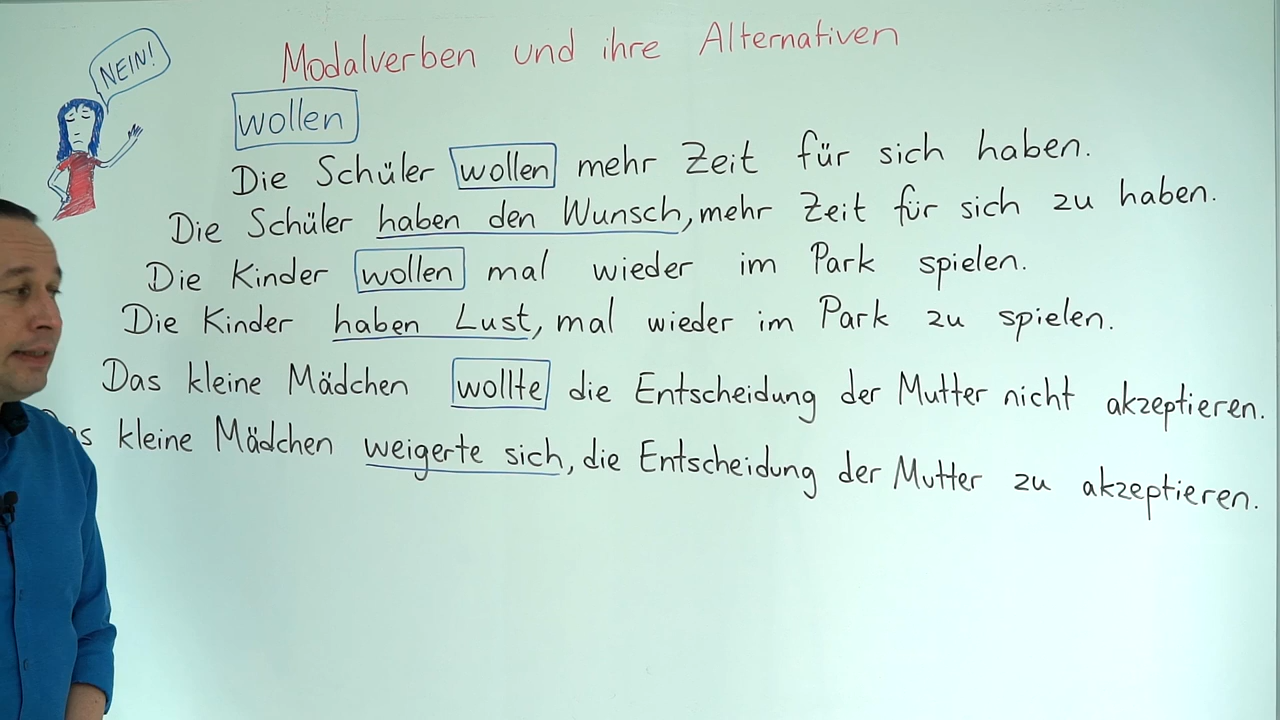 NEIN!
Modalverben und ihre Alternativen
wollen
Die Schüler wollen mehr Zeit für sich haben.
Die Schüler haben den Wunsch, mehr Zeit für sich zu haben.
Die Kinder wollen mal wieder im Park spielen.
Die Kinder haben Lust, mal wieder im Park zu spielen.
Das kleine Mädchen wollte die Entscheidung der Mutter nicht akzeptieren.
kleine Mädchen weigerte sich, die Entscheidung der Mutter zu akzeptieren.